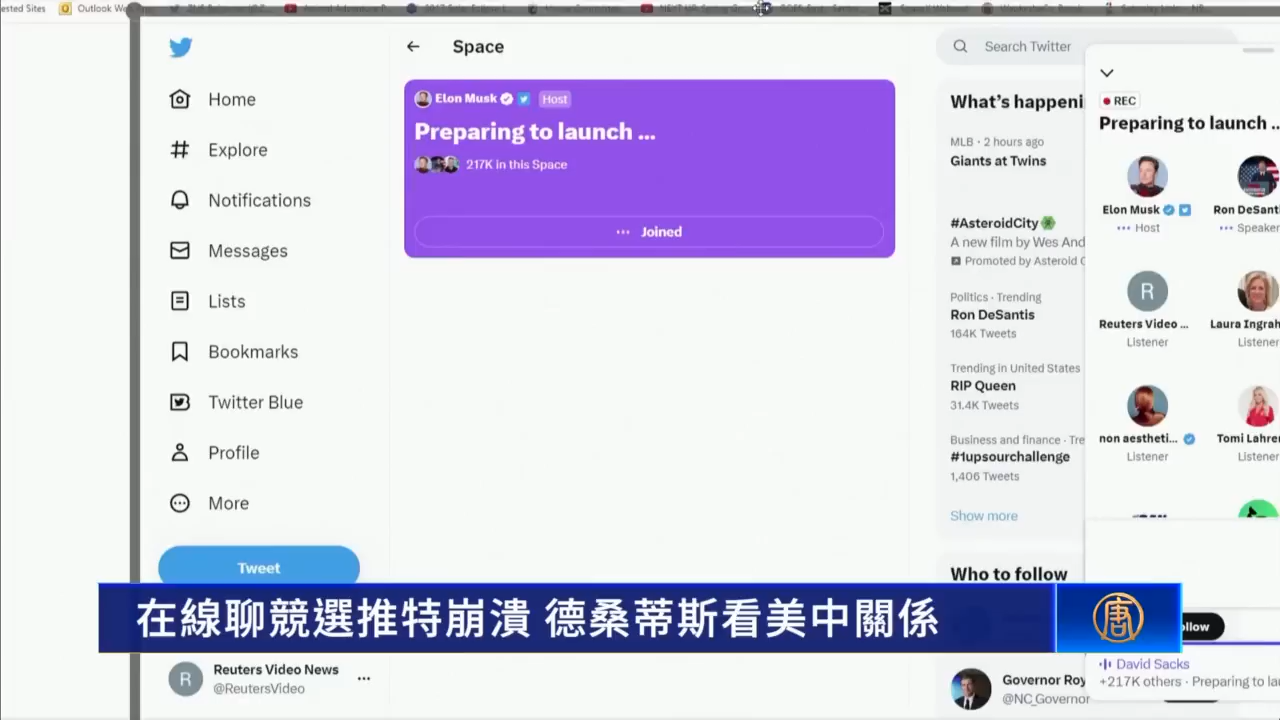 Home
Explore
Notifications
Messages
Lists
Bookmarks
Twitter Blue
Profile
More
Tweet
Reuters Video News
@ReutersVideo
Space
Elon Musk Host
Preparing to launch ...
217K in this Space
Joined
Search Twitter
What's happeni
MLB · 2 hours ago
Giants at Twins
#AsteroidCity
A new film by Wes And
Promoted by Asteroid C
Politics · Trending
Ron DeSantis
164K Tweets
Trending in United States
RIP Queen
31.4K Tweets
Business and finance · Tre
#1upsourchallenge
1,406 Tweets
Show more
Who to follow
Governor Roy
@NC_Governor
REC
Preparing to launch ..
Elon Musk
Host
Ron DeSanti
Speaker
Reuters Video ...
Listener
Laura Ingrah
Listener
non aestheti...
Listener
Tomi Lahre
Listener
ollow
David Sacks
+217K others · Preparing to lau
在線聊競選推特崩潰 德桑蒂斯看美中關係
唐